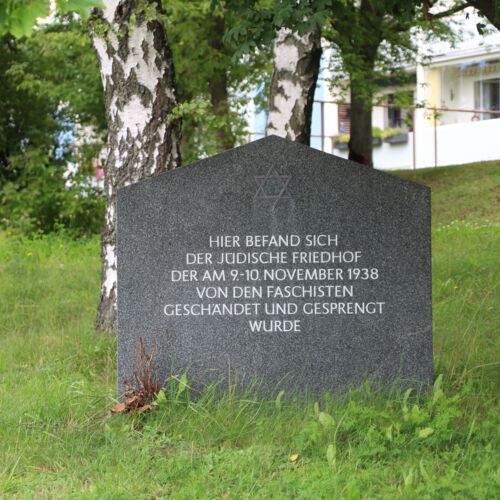 HIER BEFAND SICH
DER JÜDISCHE FRIEDHOF
DER AM 9.-10. NOVEMBER 1938
VON DEN FASCHISTEN
GESCHÄNDET UND GESPRENGT
WURDE